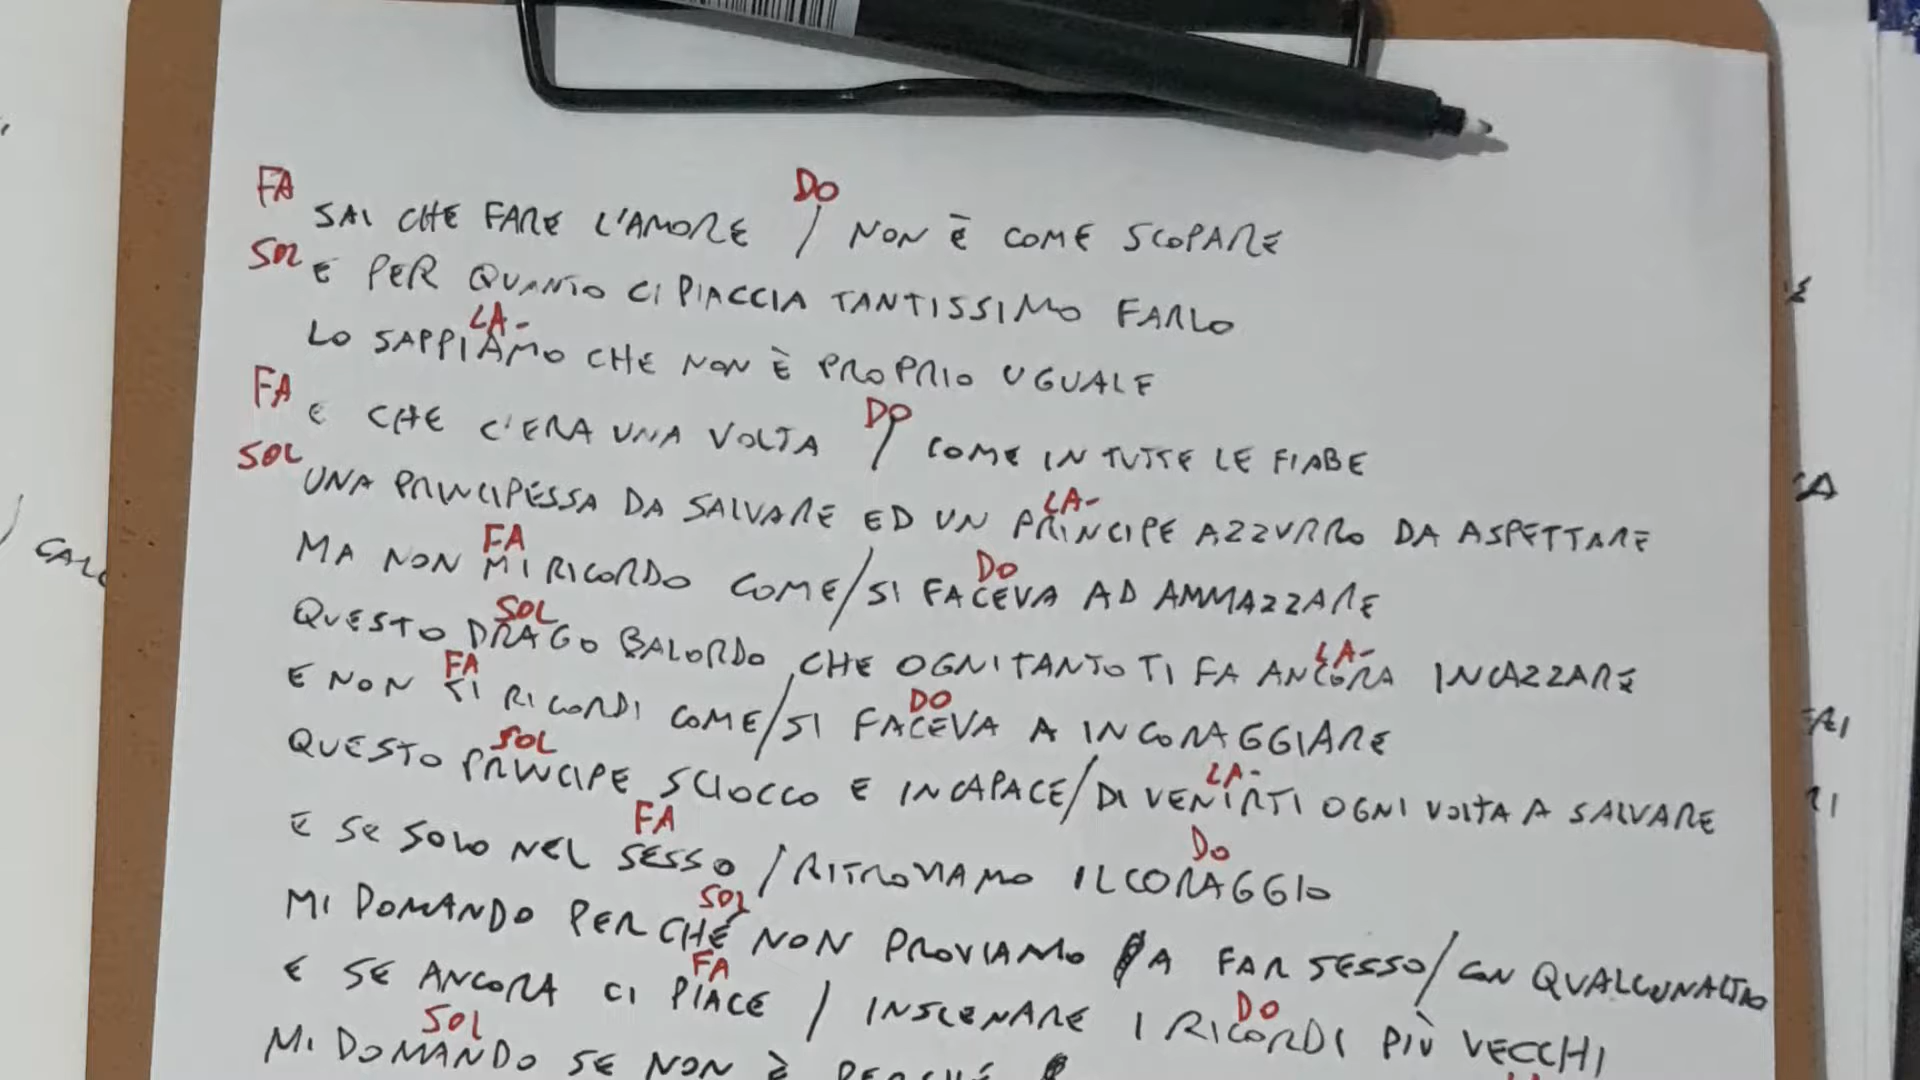 FA DO
SAI CHE FARE L'AMORE / NON È COME SCOPARE
SOL
E PER QUANTO CI PIACCIA TANTISSIMO FARLO
LA-
LO SAPPIAMO CHE NON È PROPRIO UGUALE
FA DO
E CHE C'ERA UNA VOLTA / COME IN TUTTE LE FIABE
SOL LA-
UNA PRINCIPESSA DA SALVARE ED UN PRINCIPE AZZURRO DA ASPETTARE
FA DO
MA NON MI RICORDO COME/SI FACEVA AD AMMAZZARE
SOL LA-
QUESTO DRAGO BALORDO, CHE OGNI TANTO TI FA ANCORA INCAZZARE
FA DO
E NON TI RICORDI COME/SI FACEVA A INCORAGGIARE
SOL LA-
QUESTO PRINCIPE SCIOCCO E INCAPACE/DI VENIRTI OGNI VOLTA A SALVARE
FA DO
E SE SOLO NEL SESSO / RITROVIAMO IL CORAGGIO
SOL
MI DOMANDO PERCHÉ NON PROVIAMO A FAR SESSO/CON QUALCUN ALTRO
FA DO
E SE ANCORA CI PIACE / INSCENARE I RICORDI PIÙ VECCHI
SOL
MI DOMANDO SE NON È PERCHÉ
CALC